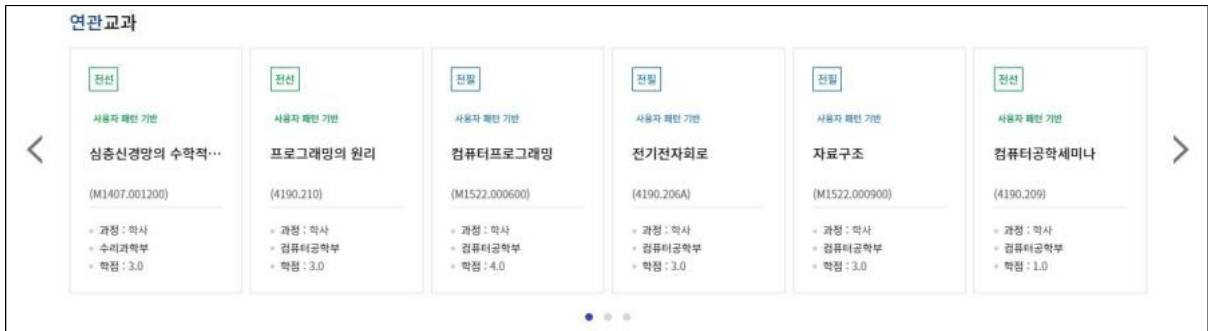 연관교과
전선
사용자 패턴 기반
심층신경망의 수학적…
(M1407.001200)
과정 : 학사
수리과학부
학점 : 3.0
전선
사용자 패턴 기반
프로그래밍의 원리
(4190.210)
과정 : 학사
컴퓨터공학부
학점 : 3.0
전필
사용자 패턴 기반
컴퓨터프로그래밍
(M1522.000600)
과정 : 학사
컴퓨터공학부
학점 : 4.0
전필
사용자 패턴 기반
전기전자회로
(4190.206A)
과정 : 학사
컴퓨터공학부
학점 : 3.0
전필
사용자 패턴 기반
자료구조
(M1522.000900)
과정 : 학사
컴퓨터공학부
학점 : 3.0
전선
사용자 패턴 기반
컴퓨터공학세미나
(4190.209)
과정 : 학사
컴퓨터공학부
학점 : 1.0